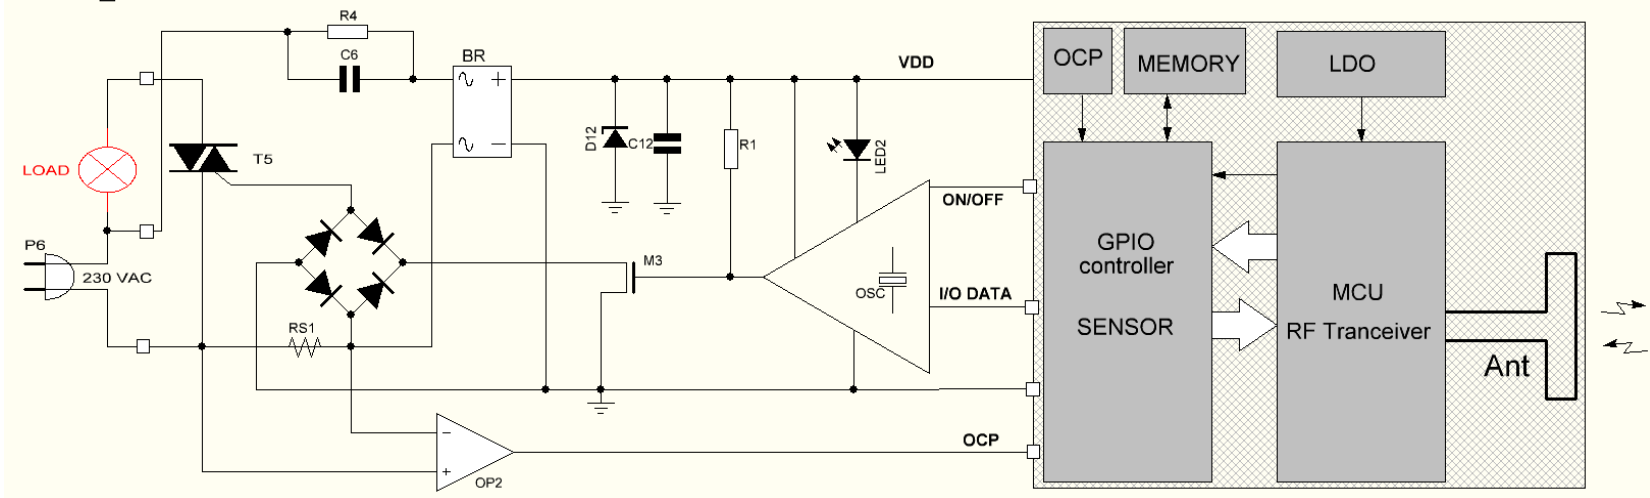 R4
C6
BR
VDD
OCP
MEMORY
LDO
D12
C12
R1
LED2
T5
LOAD
ON/OFF
P6
230 VAC
M3
OSC
I/O DATA
GPIO
controller
SENSOR
MCU
RF Tranceiver
RS1
Ant
OCP
OP2